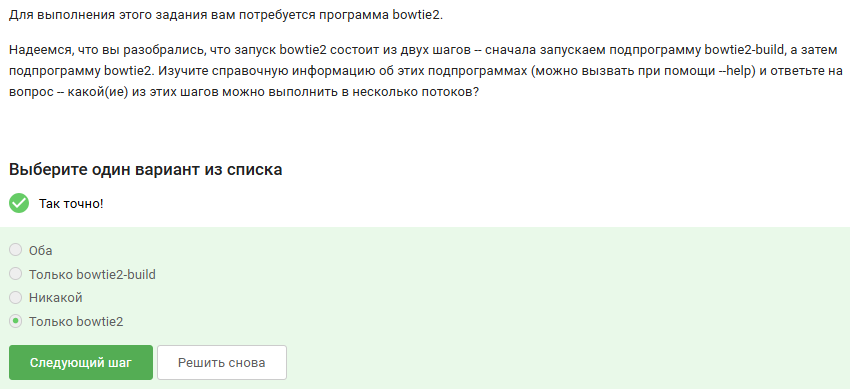 Для выполнения этого задания вам потребуется программа bowtie2.
Надеемся, что вы разобрались, что запуск bowtie2 состоит из двух шагов -- сначала запускаем подпрограмму bowtie2-build, а затем
подпрограмму bowtie2. Изучите справочную информацию об этих подпрограммах (можно вызвать при помощи --help) и ответьте на
вопрос -- какой(ие) из этих шагов можно выполнить в несколько потоков?
Выберите один вариант из списка
Так точно!
Оба
Только bowtie2-build
Никакой
Только bowtie2
Следующий шаг
Решить снова